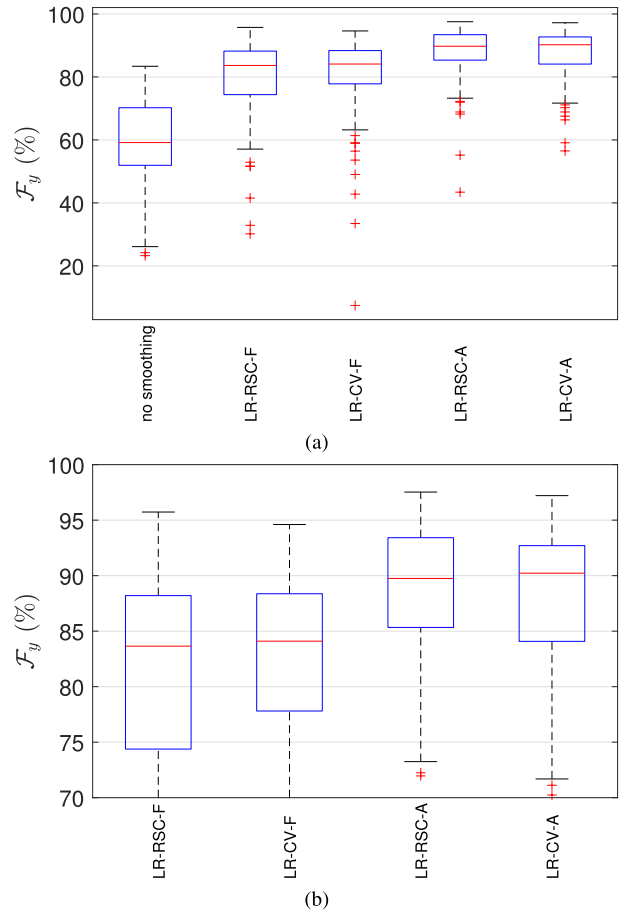 100
80
60
40
20
ℱy (%)
no smoothing
LR-RSC-F
LR-CV-F
LR-RSC-A
LR-CV-A
(a)
100
95
90
85
80
75
70
ℱy (%)
LR-RSC-F
LR-CV-F
LR-RSC-A
LR-CV-A
(b)